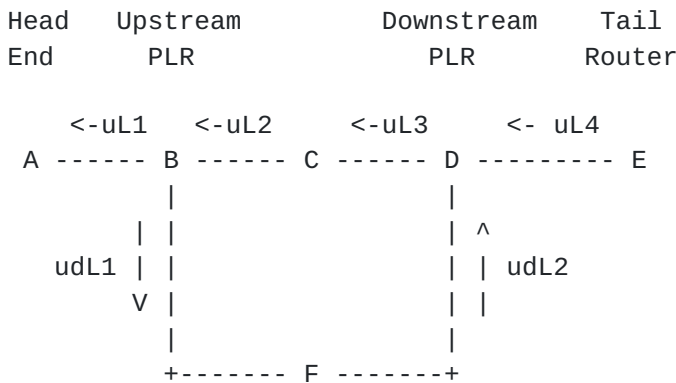 Head   Upstream         Downstream    Tail
End      PLR               PLR       Router
<-uL1   <-uL2      <-uL3     <- uL4
A ------ B ------ C ------ D --------- E
|                 |
| |                 | ^
udL1 | |                 | | udL2
V |                 | |
|                 |
+------- F -------+